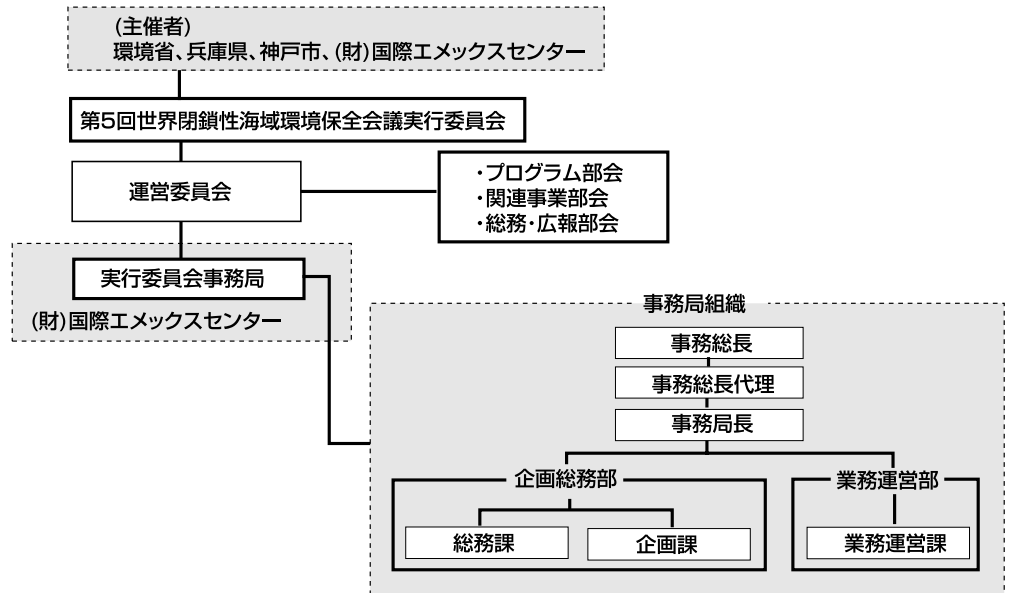 (主催者)
環境省、兵庫県、神戸市、(財)国際エメックスセンター
第5回世界閉鎖性海域環境保全会議実行委員会
運営委員会
・プログラム部会
・関連事業部会
・総務・広報部会
実行委員会事務局
(財)国際エメックスセンター
事務局組織
事務総長
事務総長代理
事務局長
企画総務部
業務運営部
総務課
企画課
業務運営課